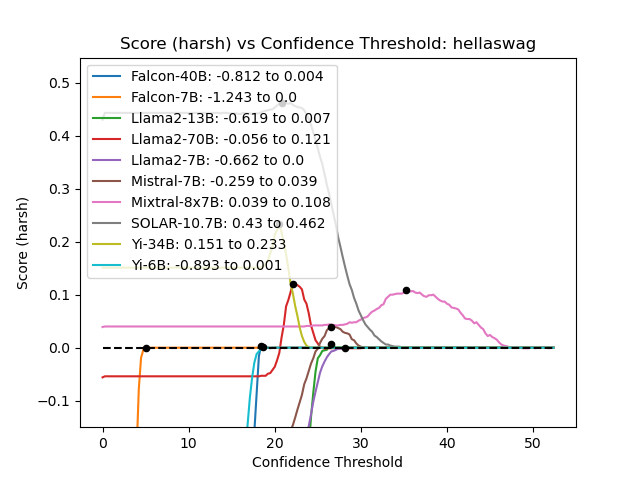 Score (harsh) vs Confidence Threshold: hellaswag
Falcon-40B: -0.812 to 0.004
Falcon-7B: -1.243 to 0.0
Llama2-13B: -0.619 to 0.007
Llama2-70B: -0.056 to 0.121
Llama2-7B: -0.662 to 0.0
Mistral-7B: -0.259 to 0.039
Mixtral-8x7B: 0.039 to 0.108
SOLAR-10.7B: 0.43 to 0.462
Yi-34B: 0.151 to 0.233
Yi-6B: -0.893 to 0.001
Score (harsh)
0.5
0.4
0.3
0.2
0.1
0.0
−0.1
0 10 20 30 40 50
Confidence Threshold